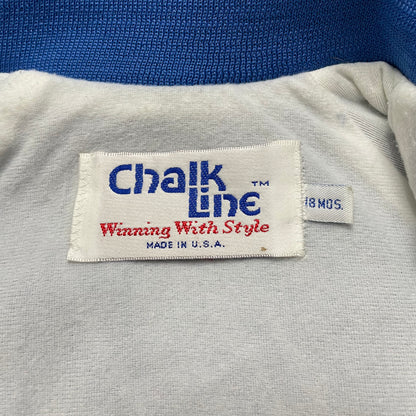 Chalk
Line™
Winning With Style
MADE IN U.S.A.
18 MOS.